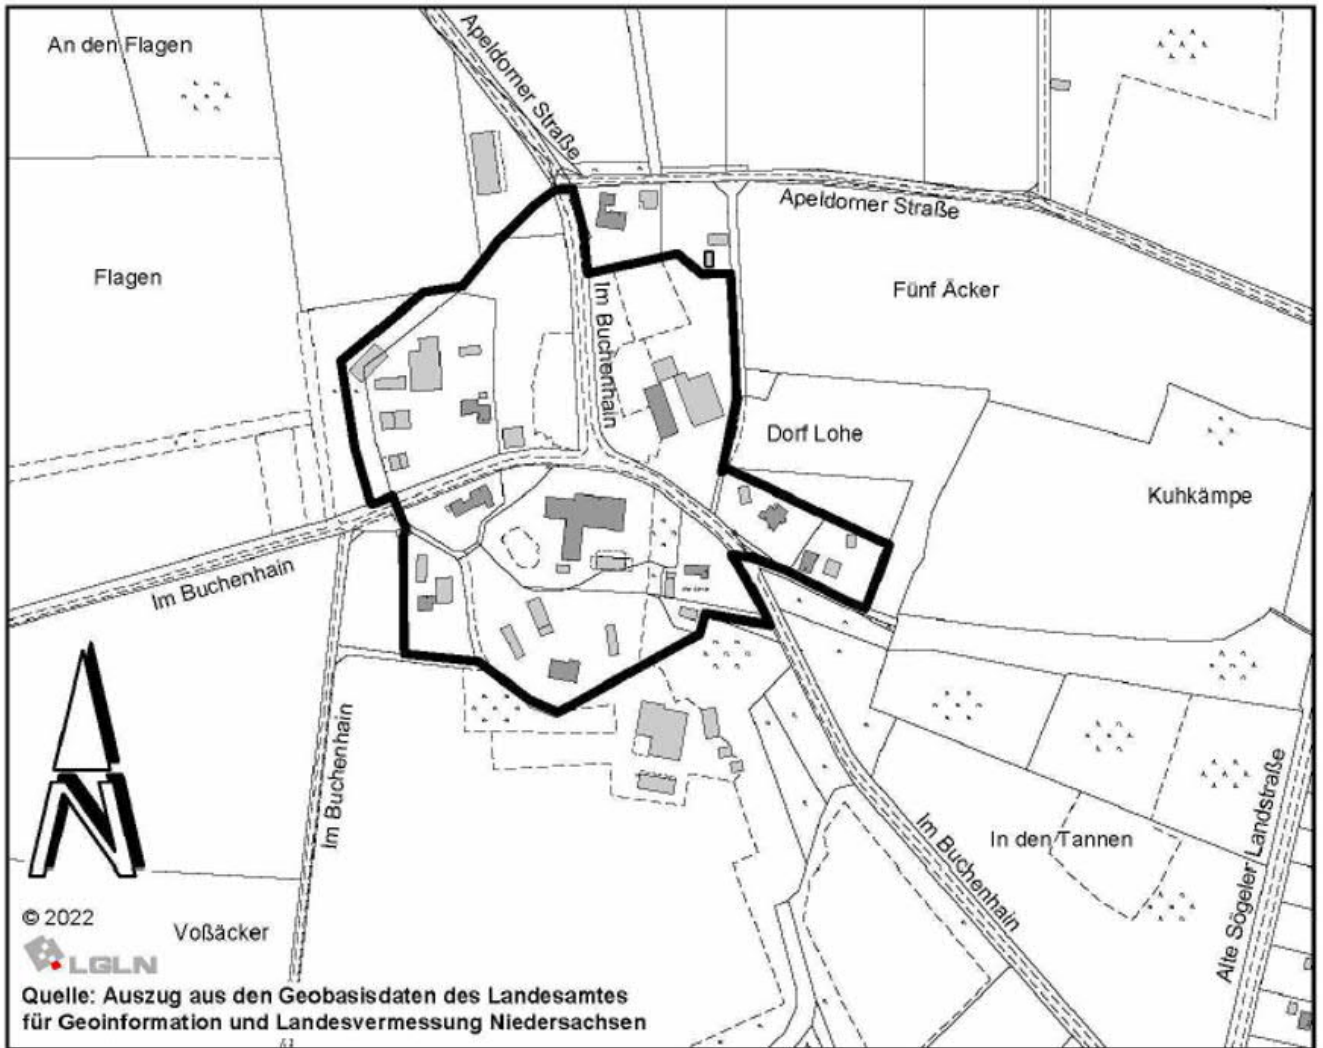 An den Flagen
Apeldorner Straße
Apeldorner Straße
Flagen
Fünf Äcker
Im Buchenhain
Dorf Lohe
Kuhkämpe
Im Buchenhain
Im Buchenhain
Im Buchenhain
In den Tannen
Alte Sögeler Landstraße
Voßäcker
N
© 2022
LGLN
Quelle: Auszug aus den Geobasisdaten des Landesamtes
für Geoinformation und Landesvermessung Niedersachsen